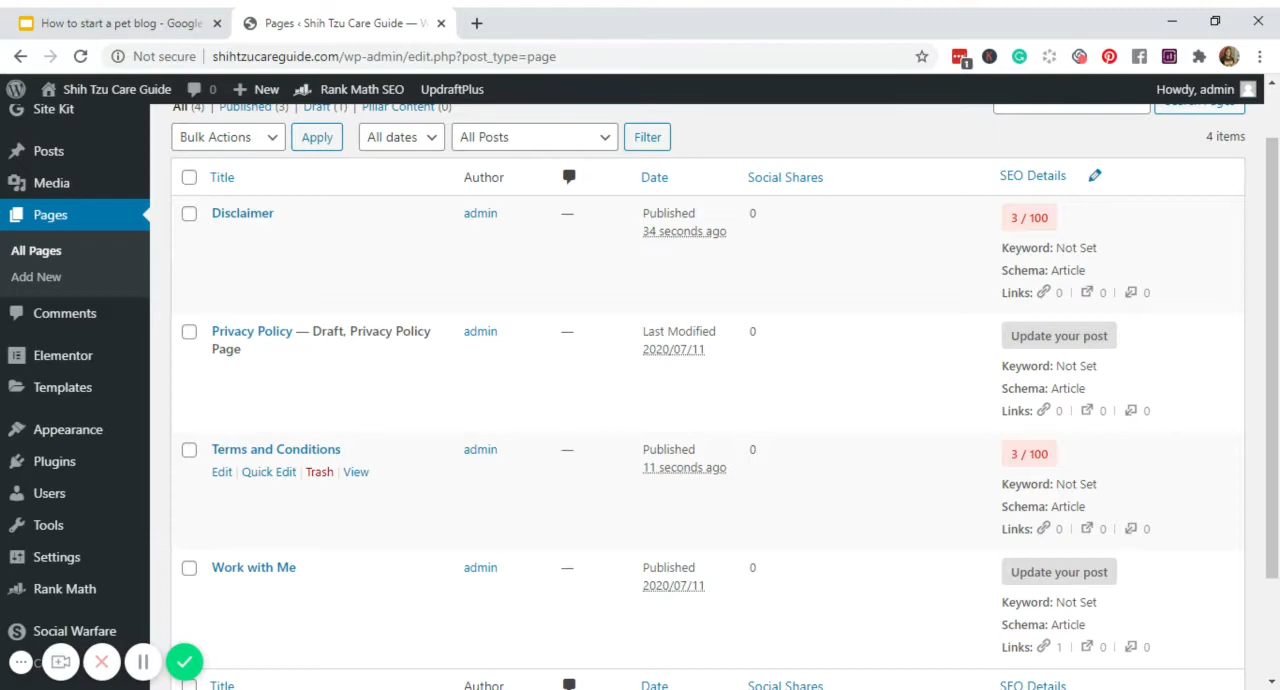 How to start a pet blog - Google
Pages ‹ Shih Tzu Care Guide — W
Not secure
shihtzucareguide.com/wp-admin/edit.php?post_type=page
1
Shih Tzu Care Guide
0
New
Rank Math SEO
UpdraftPlus
Howdy, admin
Site Kit
Posts
Media
Pages
All Pages
Add New
Comments
Elementor
Templates
Appearance
Plugins
Users
Tools
Settings
Rank Math
Social Warfare
All (4) | Published (3) | Draft (1) | Pillar Content (0)
Search Pages
Bulk Actions
Apply
All dates
All Posts
Filter
4 items
Title
Author
Date
Social Shares
SEO Details
Disclaimer
admin
—
Published
34 seconds ago
0
3 / 100
Keyword: Not Set
Schema: Article
Links: 0 | 0 | 0
Privacy Policy — Draft, Privacy Policy
Page
admin
—
Last Modified
2020/07/11
0
Update your post
Keyword: Not Set
Schema: Article
Links: 0 | 0 | 0
Terms and Conditions
Edit | Quick Edit | Trash | View
admin
—
Published
11 seconds ago
0
3 / 100
Keyword: Not Set
Schema: Article
Links: 0 | 0 | 0
Work with Me
admin
—
Published
2020/07/11
0
Update your post
Keyword: Not Set
Schema: Article
Links: 1 | 0 | 0
Title
Author
Date
Social Shares
SEO Details